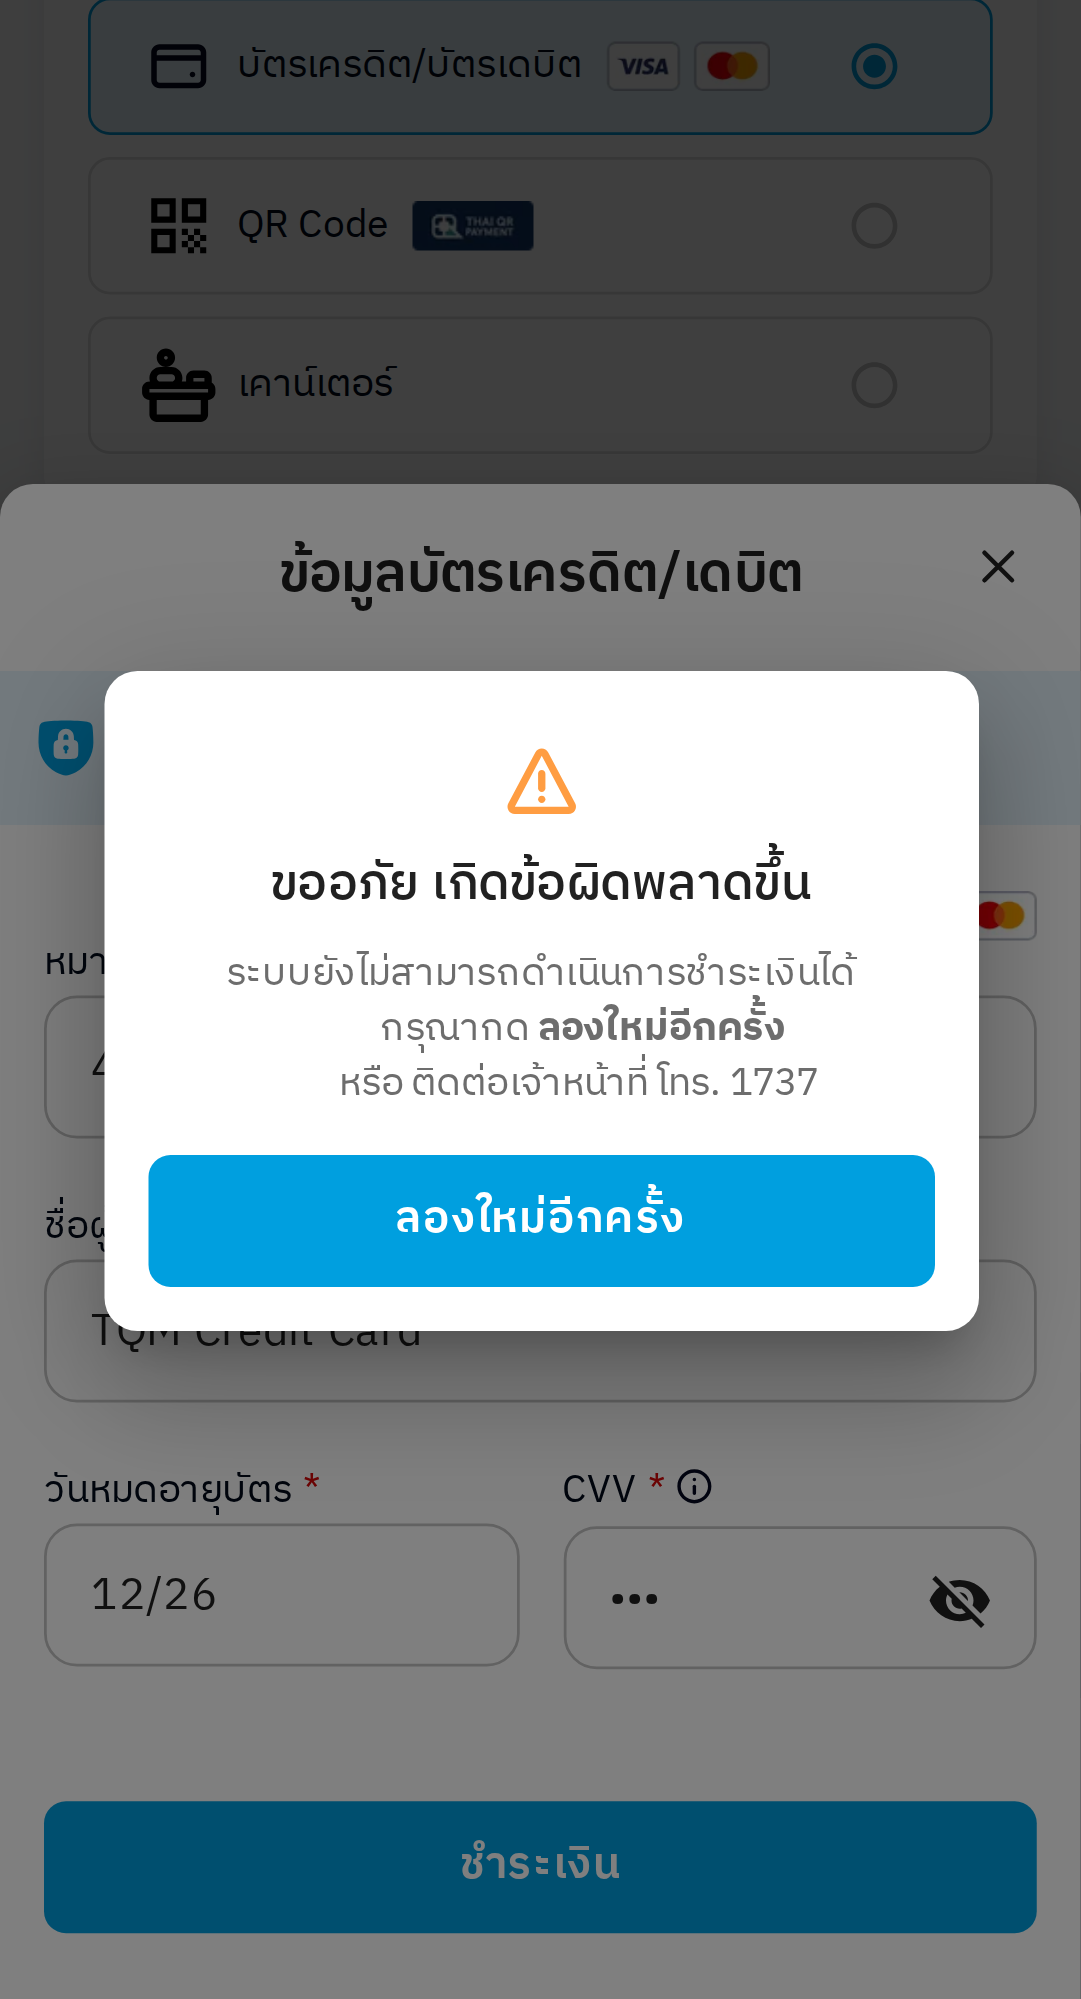 บัตรเครดิต/บัตรเดบิต VISA
QR Code THAI QR PAYMENT
เคาน์เตอร์
ข้อมูลบัตรเครดิต/เดบิต
ขออภัย เกิดข้อผิดพลาดขึ้น
ระบบยังไม่สามารถดำเนินการชำระเงินได้
กรุณากด ลองใหม่อีกครั้ง
หรือ ติดต่อเจ้าหน้าที่ โทร. 1737
ลองใหม่อีกครั้ง
หมา
4
ชื่อผู
TQM Credit Card
วันหมดอายุบัตร *
CVV *
12/26
•••
ชำระเงิน